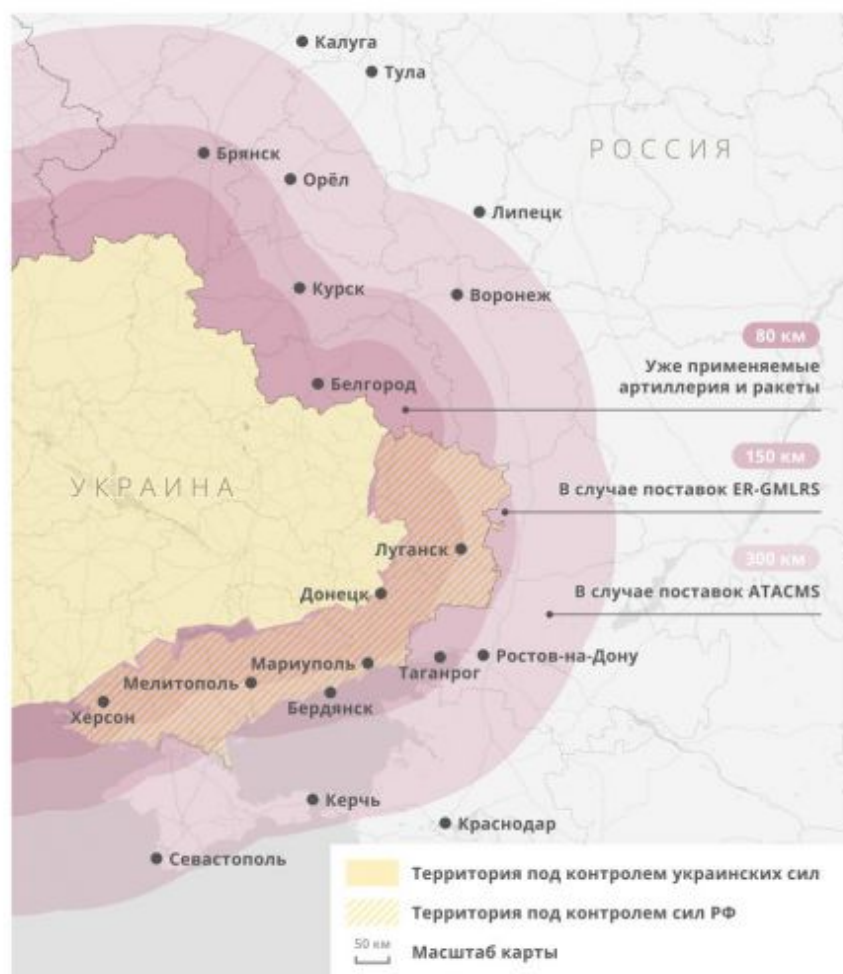 Калуга
Тула
РОССИЯ
Брянск
Орёл
Липецк
Курск
Воронеж
80 км
Уже применяемые
артиллерия и ракеты
Белгород
150 км
В случае поставок ER-GMLRS
УКРАИНА
Луганск
300 км
В случае поставок ATACMS
Донецк
Мариуполь
Таганрог
Ростов-на-Дону
Мелитополь
Бердянск
Херсон
Керчь
Краснодар
Севастополь
Территория под контролем украинских сил
Территория под контролем сил РФ
50 км
Масштаб карты